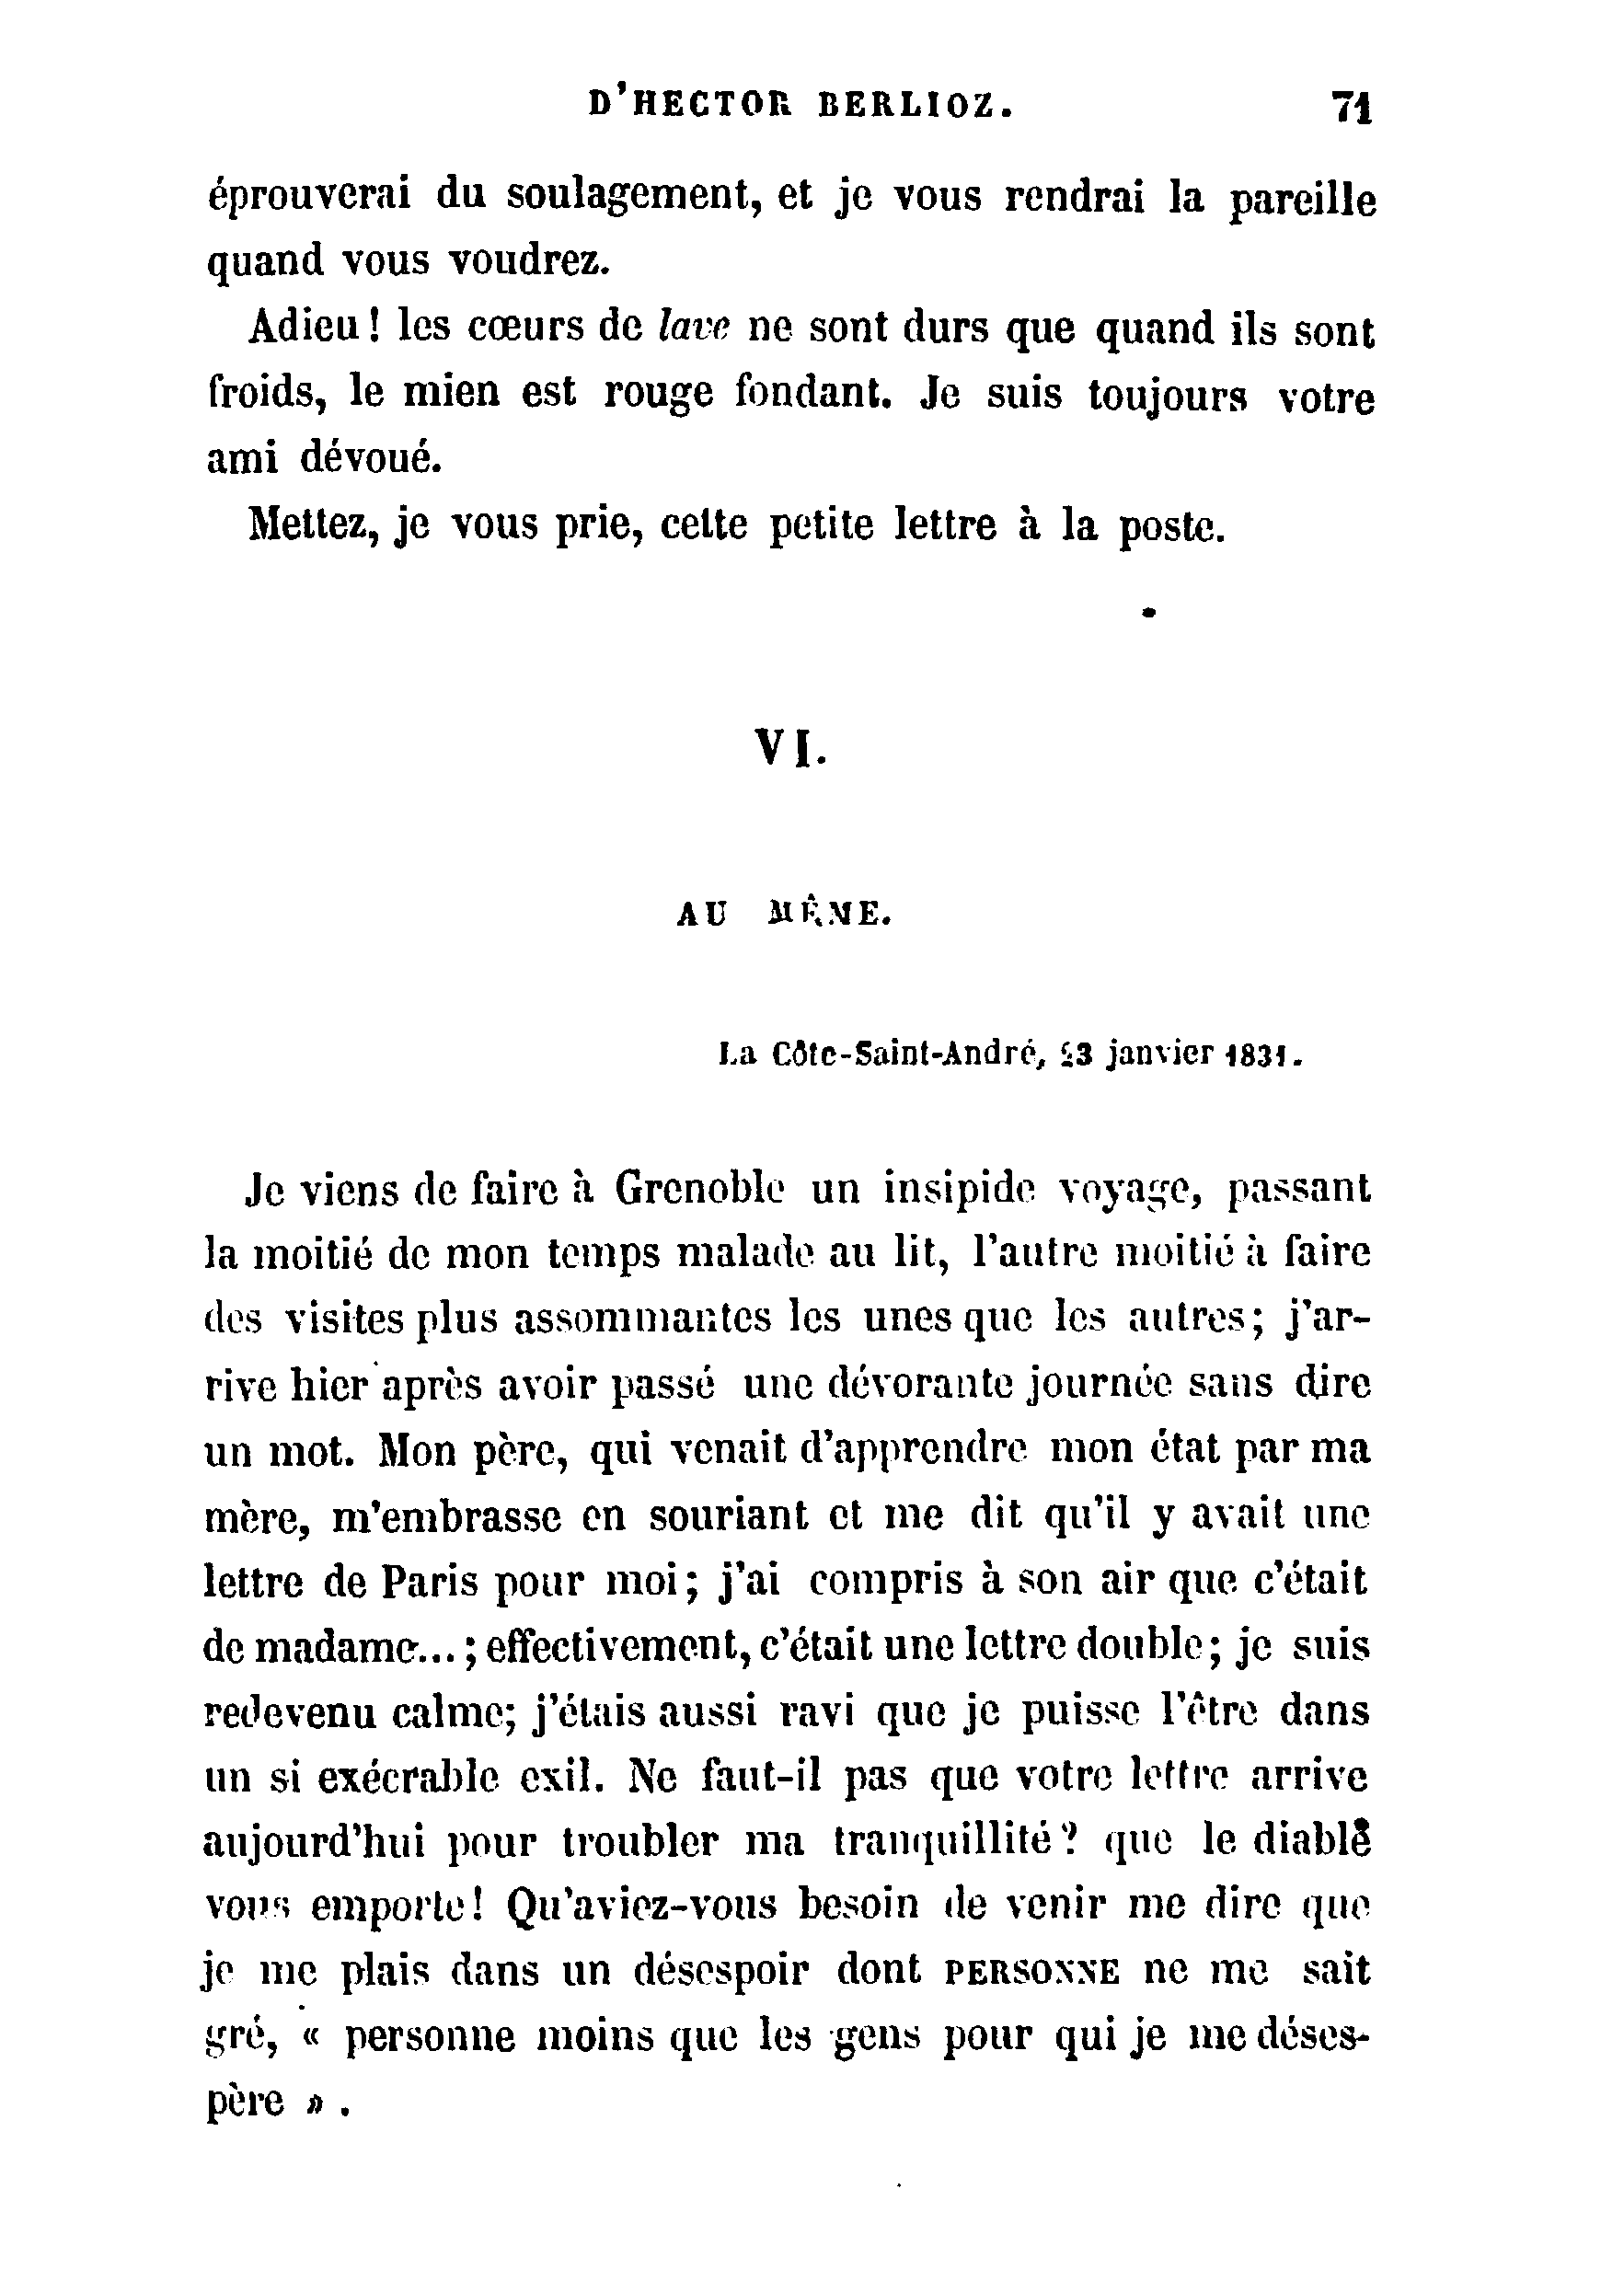 D'HECTOR BERLIOZ. 71
éprouverai du soulagement, et je vous rendrai la pareille
quand vous voudrez.
Adieu! les cœurs de lave ne sont durs que quand ils sont
froids, le mien est rouge fondant. Je suis toujours votre
ami dévoué.
Mettez, je vous prie, cette petite lettre à la poste.
VI.
AU MÊME.
La Côte-Saint-André, 23 janvier 1831.
Je viens de faire à Grenoble un insipide voyage, passant
la moitié de mon temps malade au lit, l'autre moitié à faire
des visites plus assommantes les unes que les autres; j'ar-
rive hier après avoir passé une dévorante journée sans dire
un mot. Mon père, qui venait d'apprendre mon état par ma
mère, m'embrasse en souriant et me dit qu'il y avait une
lettre de Paris pour moi; j'ai compris à son air que c'était
de madame...; effectivement, c'était une lettre double; je suis
redevenu calme; j'étais aussi ravi que je puisse l'être dans
un si exécrable exil. Ne faut-il pas que votre lettre arrive
aujourd'hui pour troubler ma tranquillité? que le diable
vous emporte! Qu'aviez-vous besoin de venir me dire que
je me plais dans un désespoir dont PERSONNE ne me sait
gré, « personne moins que les gens pour qui je me déses-
père ».